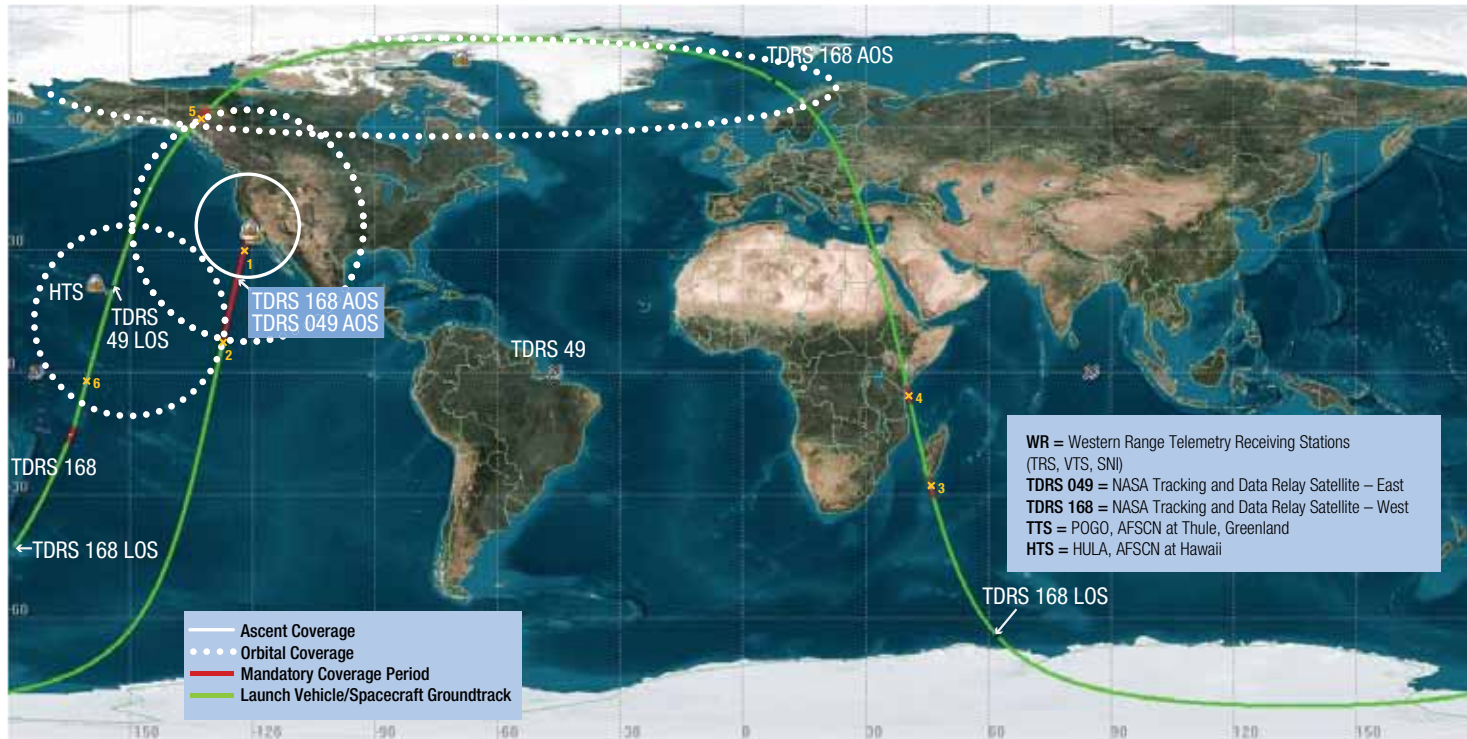 TDRS 168 AOS
5
60
1
30
HTS
TDRS 168 AOS
TDRS 049 AOS
TDRS
49 LOS
2
TDRS 49
0
6
4
WR = Western Range Telemetry Receiving Stations
(TRS, VTS, SNI)
TDRS 049 = NASA Tracking and Data Relay Satellite – East
TDRS 168 = NASA Tracking and Data Relay Satellite – West
TTS = POGO, AFSCN at Thule, Greenland
HTS = HULA, AFSCN at Hawaii
TDRS 168
3
-30
TDRS 168 LOS
TDRS 168 LOS
-60
Ascent Coverage
Orbital Coverage
Mandatory Coverage Period
Launch Vehicle/Spacecraft Groundtrack
-150 -120 -90 -60 -30 0 30 60 90 120 150